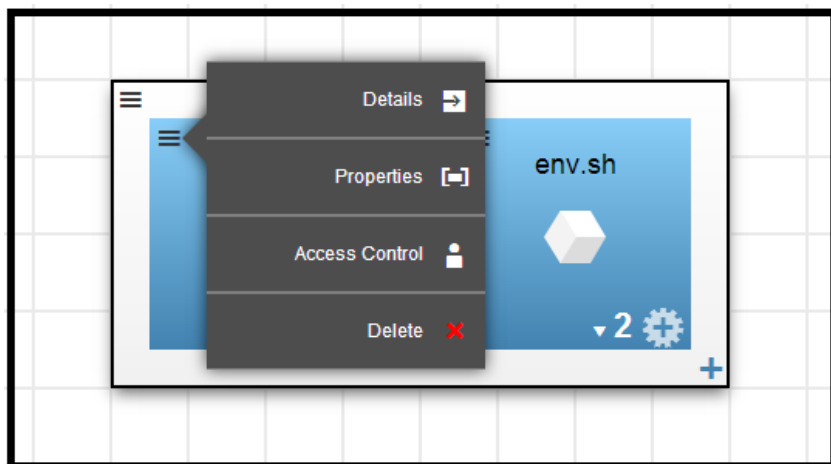 Details
Properties
env.sh
Access Control
Delete
2